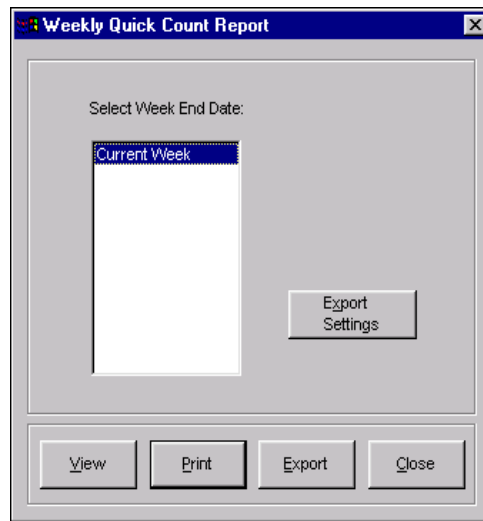 Weekly Quick Count Report
Select Week End Date:
Current Week
Export
Settings
View
Print
Export
Close